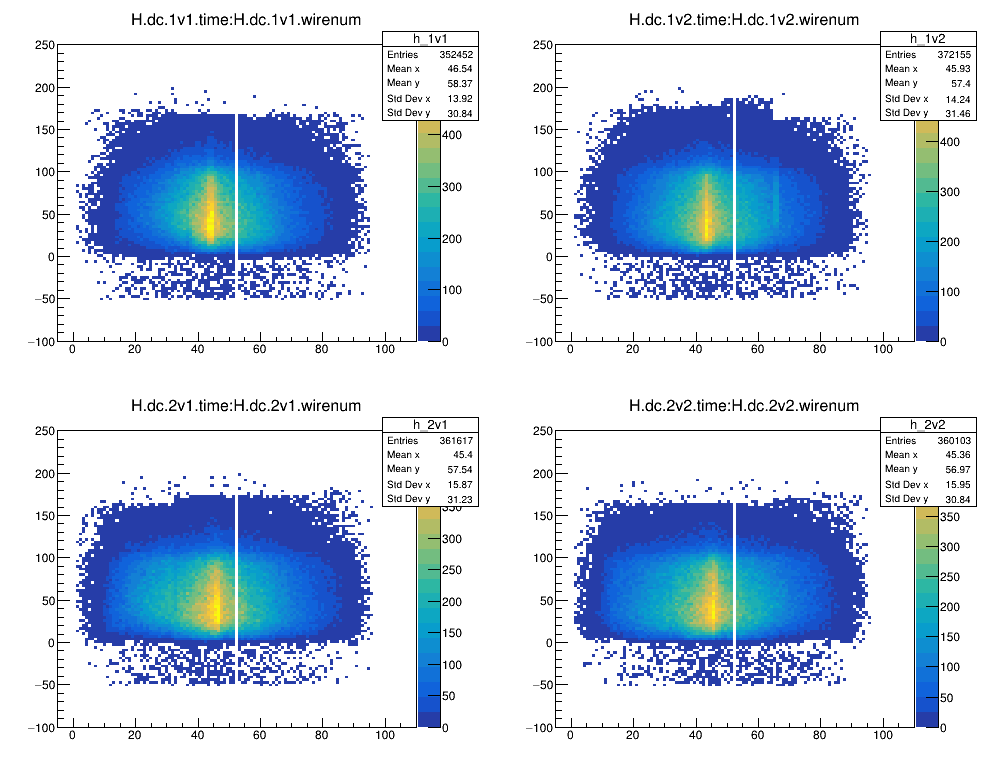 H.dc.1v1.time:H.dc.1v1.wirenum
h_1v1
Entries 352452
Mean x 46.54
Mean y 58.37
Std Dev x 13.92
Std Dev y 30.84
250
200
150
100
50
0
−50
−100
0 20 40 60 80 100
400
300
200
100
0
H.dc.1v2.time:H.dc.1v2.wirenum
h_1v2
Entries 372155
Mean x 45.93
Mean y 57.4
Std Dev x 14.24
Std Dev y 31.46
250
200
150
100
50
0
−50
−100
0 20 40 60 80 100
400
300
200
100
0
H.dc.2v1.time:H.dc.2v1.wirenum
h_2v1
Entries 361617
Mean x 45.4
Mean y 57.54
Std Dev x 15.87
Std Dev y 31.23
250
200
150
100
50
0
−50
−100
0 20 40 60 80 100
350
300
250
200
150
100
50
0
H.dc.2v2.time:H.dc.2v2.wirenum
h_2v2
Entries 360103
Mean x 45.36
Mean y 56.97
Std Dev x 15.95
Std Dev y 30.84
250
200
150
100
50
0
−50
−100
0 20 40 60 80 100
350
300
250
200
150
100
50
0